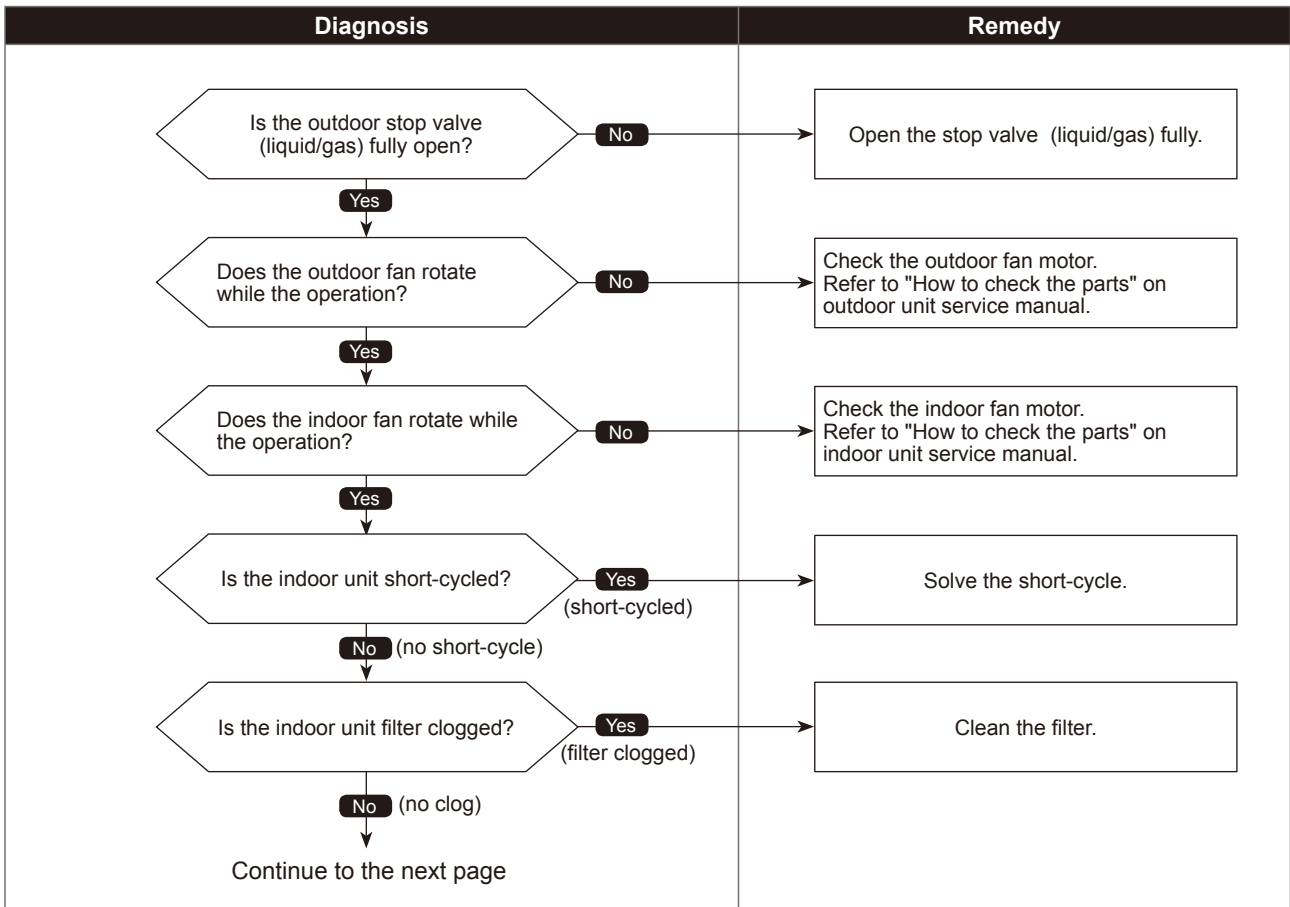 Diagnosis
Remedy
Is the outdoor stop valve
(liquid/gas) fully open?
No
Open the stop valve (liquid/gas) fully.
Yes
Does the outdoor fan rotate
while the operation?
No
Check the outdoor fan motor.
Refer to "How to check the parts" on
outdoor unit service manual.
Yes
Does the indoor fan rotate while
the operation?
No
Check the indoor fan motor.
Refer to "How to check the parts" on
indoor unit service manual.
Yes
Is the indoor unit short-cycled?
Yes
(short-cycled)
Solve the short-cycle.
No (no short-cycle)
Is the indoor unit filter clogged?
Yes
(filter clogged)
Clean the filter.
No (no clog)
Continue to the next page